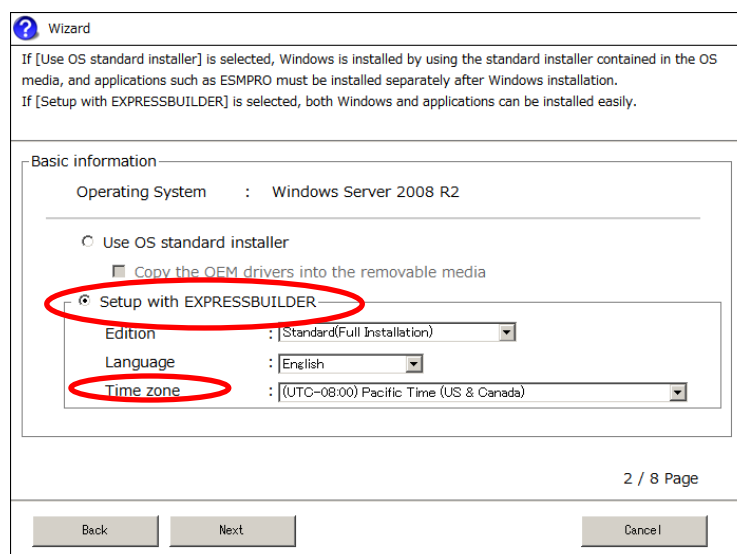 Wizard
If [Use OS standard installer] is selected, Windows is installed by using the standard installer contained in the OS
media, and applications such as ESMPRO must be installed separately after Windows installation.
If [Setup with EXPRESSBUILDER] is selected, both Windows and applications can be installed easily.
Basic information
Operating System : Windows Server 2008 R2
Use OS standard installer
Copy the OEM drivers into the removable media
Setup with EXPRESSBUILDER
Edition : Standard(Full Installation)
Language : English
Time zone : (UTC-08:00) Pacific Time (US & Canada)
2 / 8 Page
Back Next Cancel